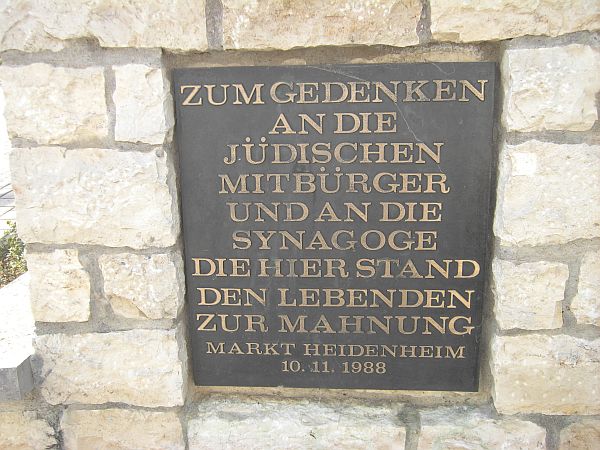 ZUM GEDENKEN
AN DIE
JÜDISCHEN
MITBÜRGER
UND AN DIE
SYNAGOGE
DIE HIER STAND
DEN LEBENDEN
ZUR MAHNUNG
MARKT HEIDENHEIM
10. 11. 1988